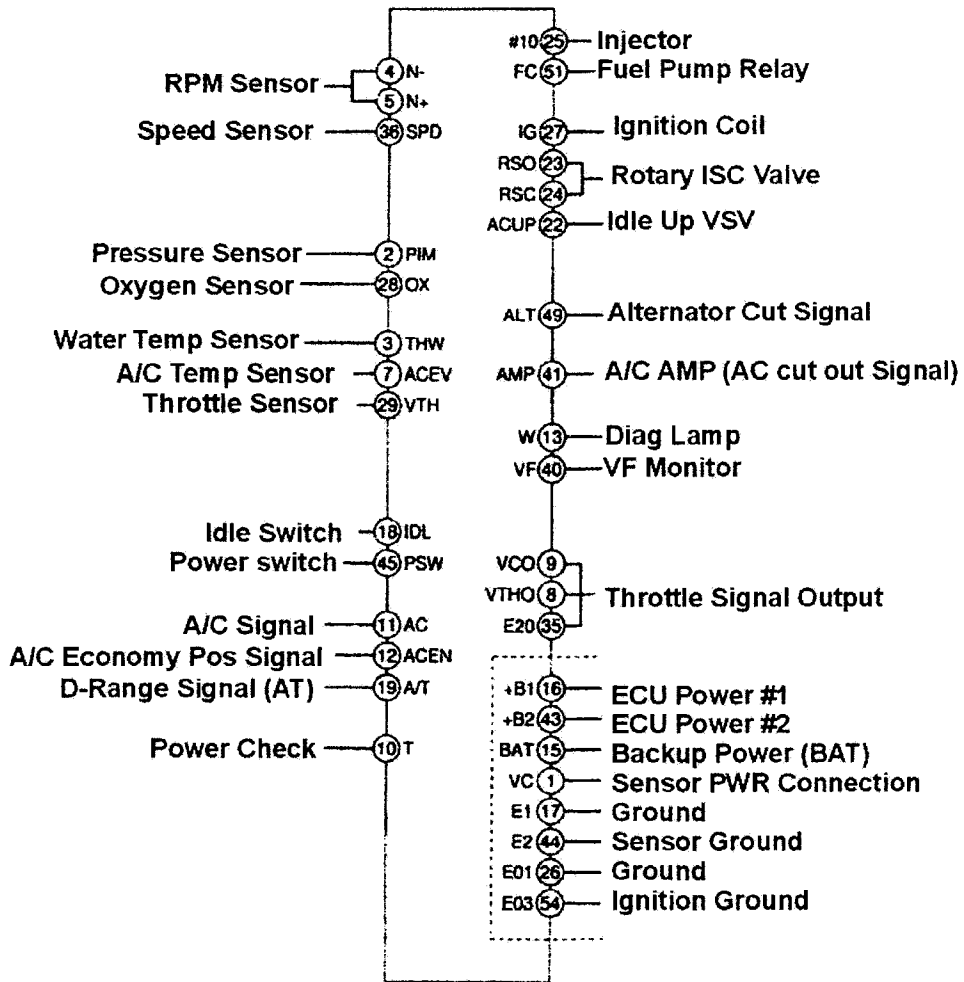 RPM Sensor
4 N-
5 N+
Speed Sensor 36 SPD
Pressure Sensor 2 PIM
Oxygen Sensor 28 OX
Water Temp Sensor 3 THW
A/C Temp Sensor 7 ACEV
Throttle Sensor 29 VTH
Idle Switch 18 IDL
Power switch 45 PSW
A/C Signal 11 AC
A/C Economy Pos Signal 12 ACEN
D-Range Signal (AT) 19 A/T
Power Check 10 T
#10 25 Injector
FC 51 Fuel Pump Relay
IG 27 Ignition Coil
RSO 23
Rotary ISC Valve
RSC 24
ACUP 22 Idle Up VSV
ALT 49 Alternator Cut Signal
AMP 41 A/C AMP (AC cut out Signal)
W 13 Diag Lamp
VF 40 VF Monitor
VCO 9
VTHO 8 Throttle Signal Output
E20 35
+B1 16 ECU Power #1
+B2 43 ECU Power #2
BAT 15 Backup Power (BAT)
VC 1 Sensor PWR Connection
E1 17 Ground
E2 44 Sensor Ground
E01 26 Ground
E03 54 Ignition Ground